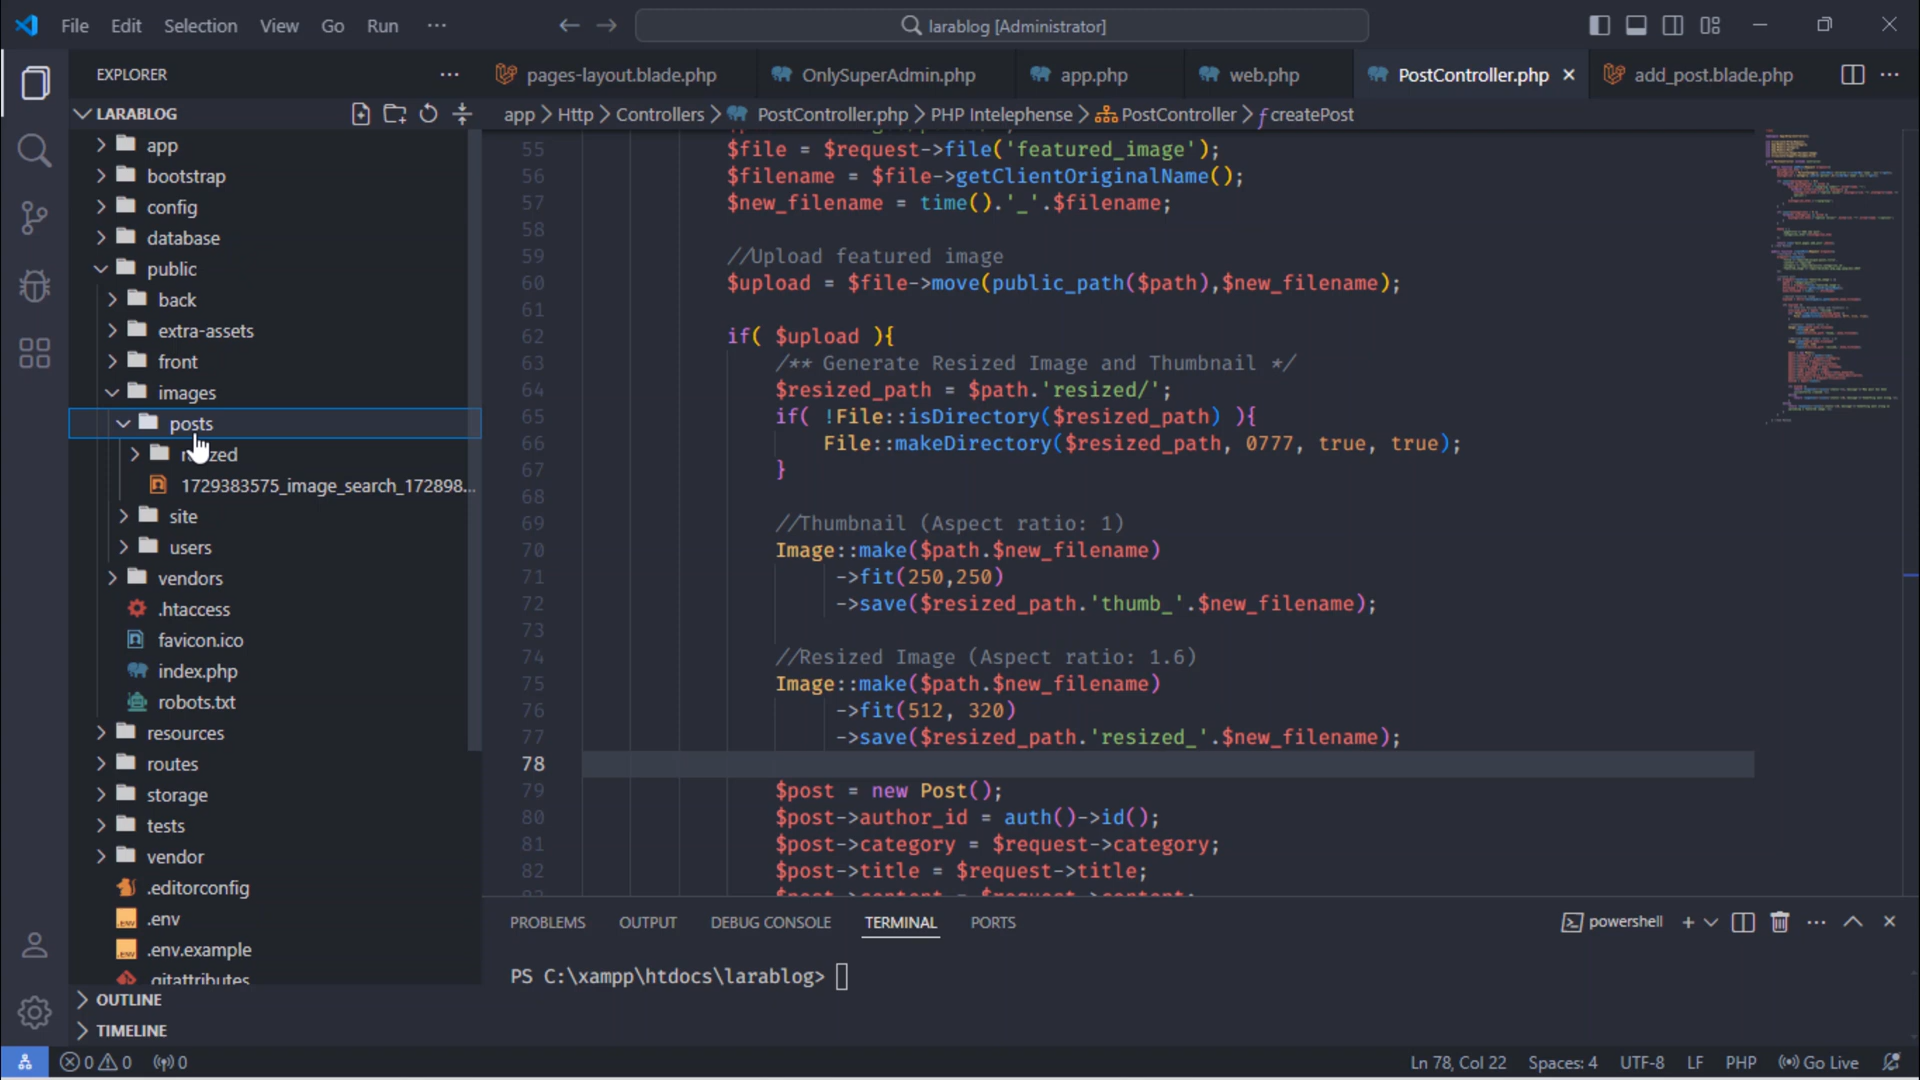 File Edit Selection View Go Run ···
larablog [Administrator]
EXPLORER
pages-layout.blade.php OnlySuperAdmin.php app.php web.php PostController.php add_post.blade.php
LARABLOG
app > Http > Controllers > PostController.php > PHP Intelephense > PostController > createPost
app
bootstrap
config
database
public
back
extra-assets
front
images
posts
1729383575_image_search_172898...
site
users
vendors
.htaccess
favicon.ico
index.php
robots.txt
resources
routes
storage
tests
vendor
.editorconfig
.env
.env.example
.gitattributes
OUTLINE
TIMELINE
55 $file = $request->file('featured_image');
56 $filename = $file->getClientOriginalName();
57 $new_filename = time().'_'.$filename;
58
59 //Upload featured image
60 $upload = $file->move(public_path($path),$new_filename);
61
62 if( $upload ){
63 /** Generate Resized Image and Thumbnail */
64 $resized_path = $path.'resized/';
65 if( !File::isDirectory($resized_path) ){
66 File::makeDirectory($resized_path, 0777, true, true);
67 }
68
69 //Thumbnail (Aspect ratio: 1)
70 Image::make($path.$new_filename)
71 ->fit(250,250)
72 ->save($resized_path.'thumb_'.$new_filename);
73
74 //Resized Image (Aspect ratio: 1.6)
75 Image::make($path.$new_filename)
76 ->fit(512, 320)
77 ->save($resized_path.'resized_'.$new_filename);
78
79 $post = new Post();
80 $post->author_id = auth()->id();
81 $post->category = $request->category;
82 $post->title = $request->title;
PROBLEMS OUTPUT DEBUG CONSOLE TERMINAL PORTS
powershell
PS C:\xampp\htdocs\larablog>
0 0 0
Ln 78, Col 22 Spaces: 4 UTF-8 LF PHP Go Live